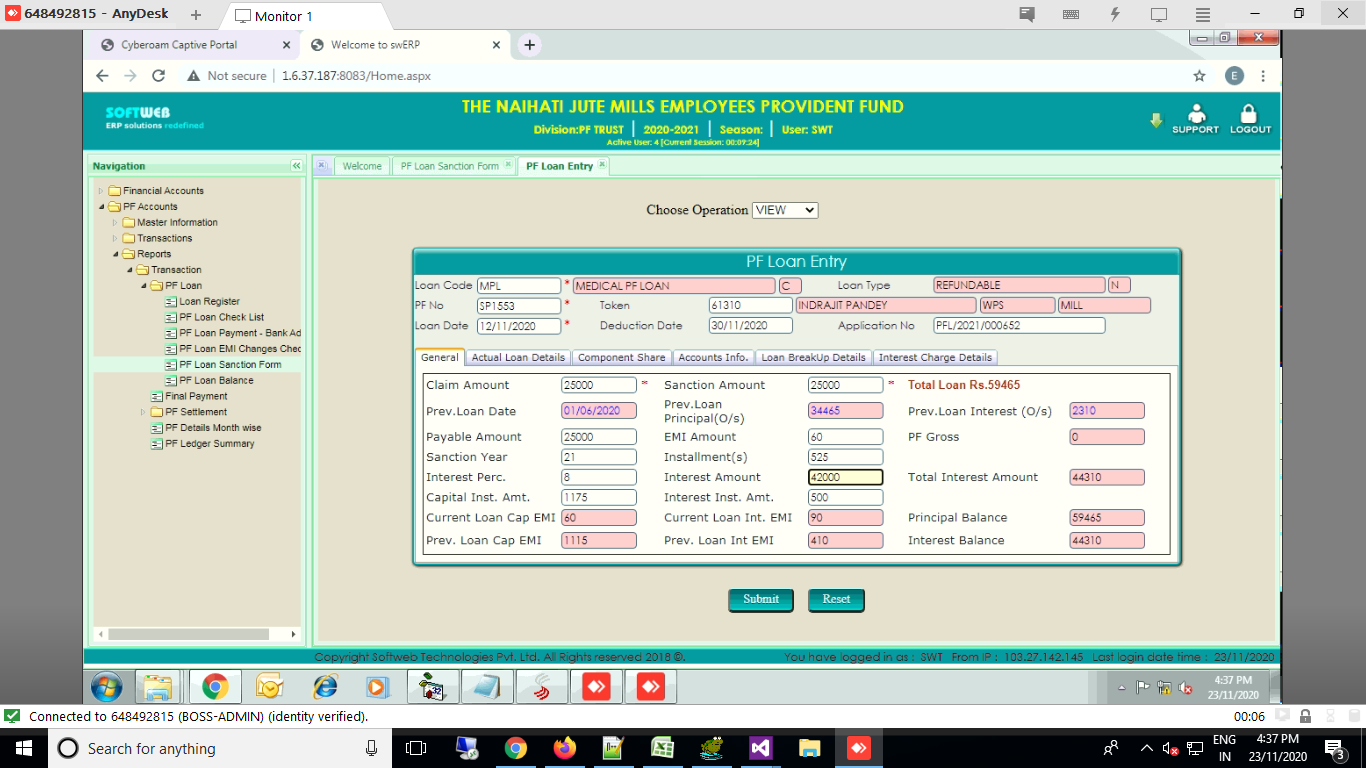 648492815 - AnyDesk
Monitor 1
Cyberoam Captive Portal
Welcome to swERP
Not secure | 1.6.37.187:8083/Home.aspx
E
SOFTWEB
ERP solutions redefined
THE NAIHATI JUTE MILLS EMPLOYEES PROVIDENT FUND
Division:PF TRUST | 2020-2021 | Season: | User: SWT
Active User: 4 [Current Session: 00:07:24]
SUPPORT
LOGOUT
Navigation
Financial Accounts
PF Accounts
Master Information
Transactions
Reports
Transaction
PF Loan
Loan Register
PF Loan Check List
PF Loan Payment - Bank Ad
PF Loan EMI Changes Chec
PF Loan Sanction Form
PF Loan Balance
Final Payment
PF Settlement
PF Details Month wise
PF Ledger Summary
Welcome
PF Loan Sanction Form
PF Loan Entry
Choose Operation VIEW
PF Loan Entry
Loan Code MPL * MEDICAL PF LOAN C Loan Type REFUNDABLE N
PF No SP1553 * Token 61310 INDRAJIT PANDEY WPS MILL
Loan Date 12/11/2020 * Deduction Date 30/11/2020 Application No PFL/2021/000652
General Actual Loan Details Component Share Accounts Info. Loan BreakUp Details Interest Charge Details
Claim Amount 25000 * Sanction Amount 25000 * Total Loan Rs.59465
Prev.Loan Date 01/06/2020 Prev.Loan Principal(O/s) 34465 Prev.Loan Interest (O/s) 2310
Payable Amount 25000 EMI Amount 60 PF Gross 0
Sanction Year 21 Installment(s) 525
Interest Perc. 8 Interest Amount 42000 Total Interest Amount 44310
Capital Inst. Amt. 1175 Interest Inst. Amt. 500
Current Loan Cap EMI 60 Current Loan Int. EMI 90 Principal Balance 59465
Prev. Loan Cap EMI 1115 Prev. Loan Int EMI 410 Interest Balance 44310
Submit Reset
Copyright Softweb Technologies Pvt. Ltd. All Rights reserved 2018 ©. You have logged in as : SWT From IP : 103.27.142.145 Last login date time : 23/11/2020
4:37 PM
23/11/2020
Connected to 648492815 (BOSS-ADMIN) (identity verified).
00:06
Search for anything
ENG
IN
4:37 PM
23/11/2020
3